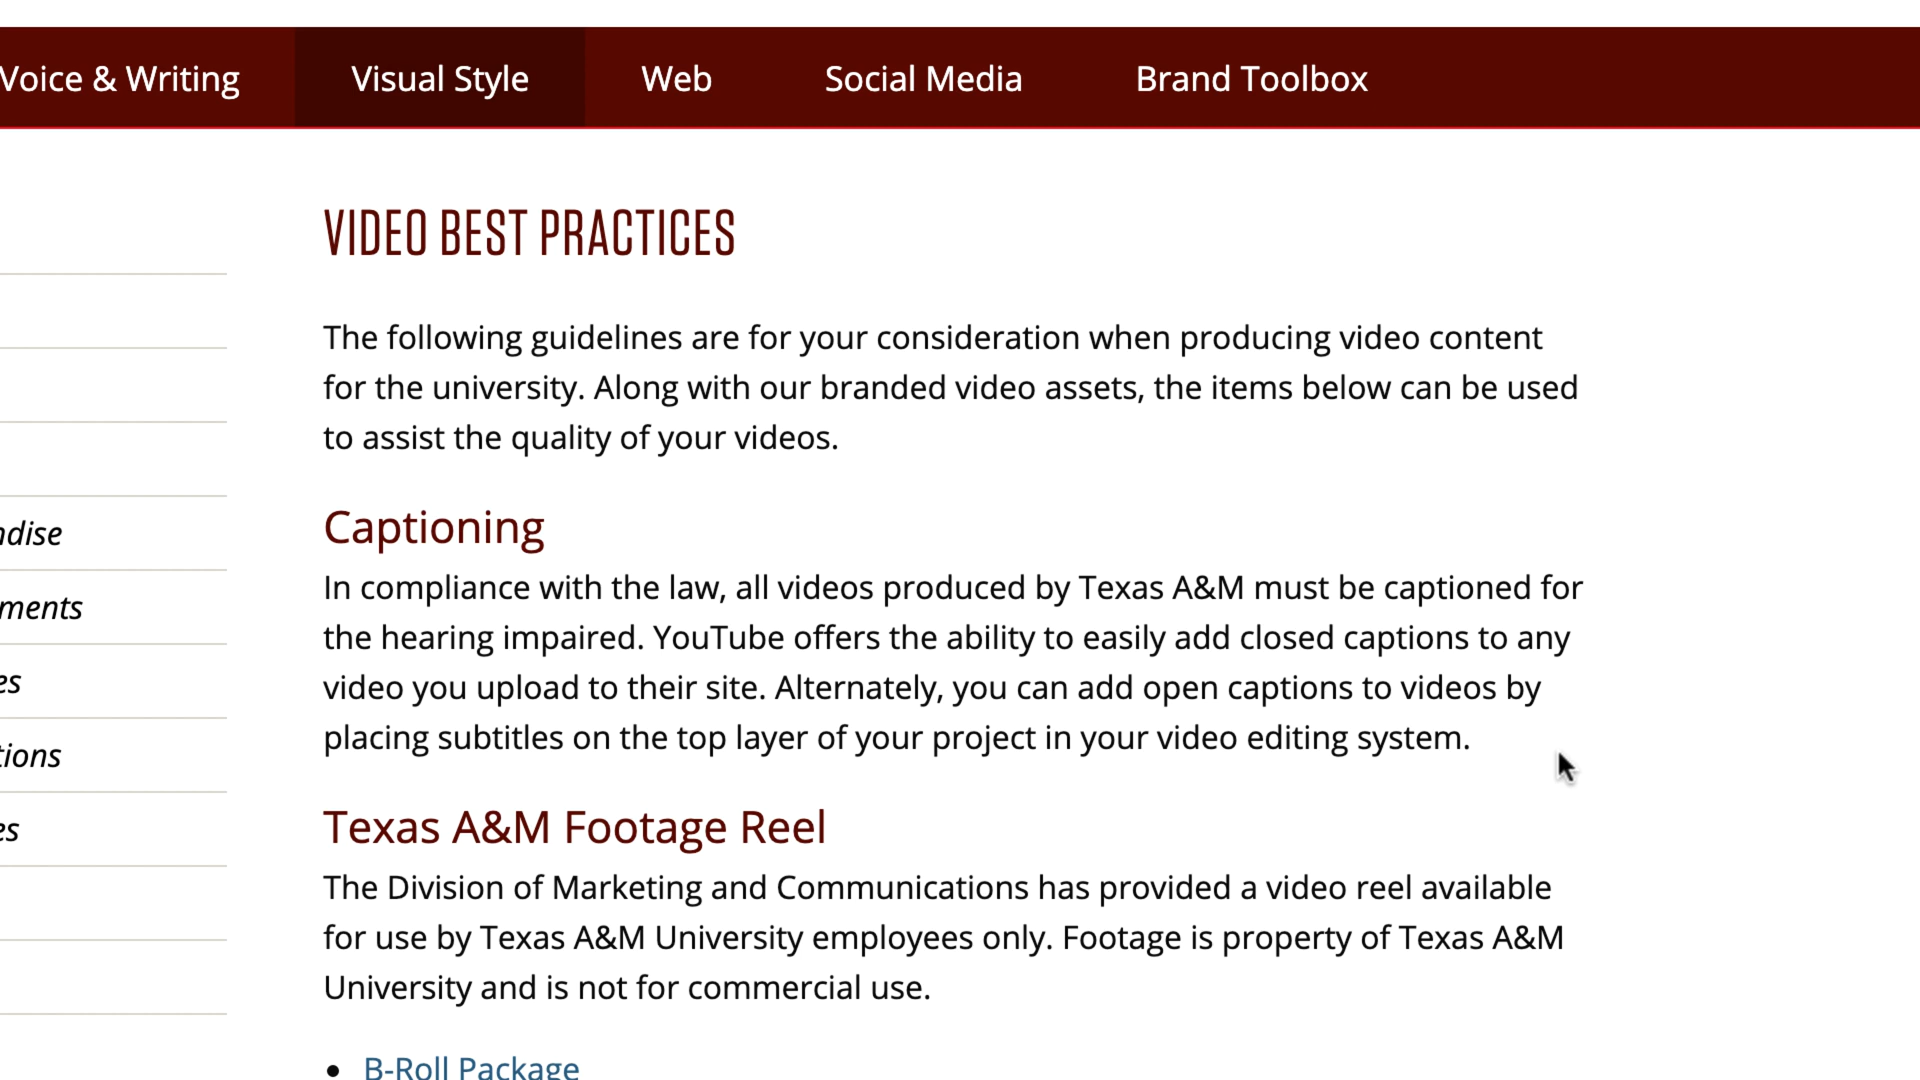 Voice & Writing
Visual Style
Web
Social Media
Brand Toolbox
VIDEO BEST PRACTICES
The following guidelines are for your consideration when producing video content
for the university. Along with our branded video assets, the items below can be used
to assist the quality of your videos.
Captioning
In compliance with the law, all videos produced by Texas A&M must be captioned for
the hearing impaired. YouTube offers the ability to easily add closed captions to any
video you upload to their site. Alternately, you can add open captions to videos by
placing subtitles on the top layer of your project in your video editing system.
Texas A&M Footage Reel
The Division of Marketing and Communications has provided a video reel available
for use by Texas A&M University employees only. Footage is property of Texas A&M
University and is not for commercial use.
B-Roll Package